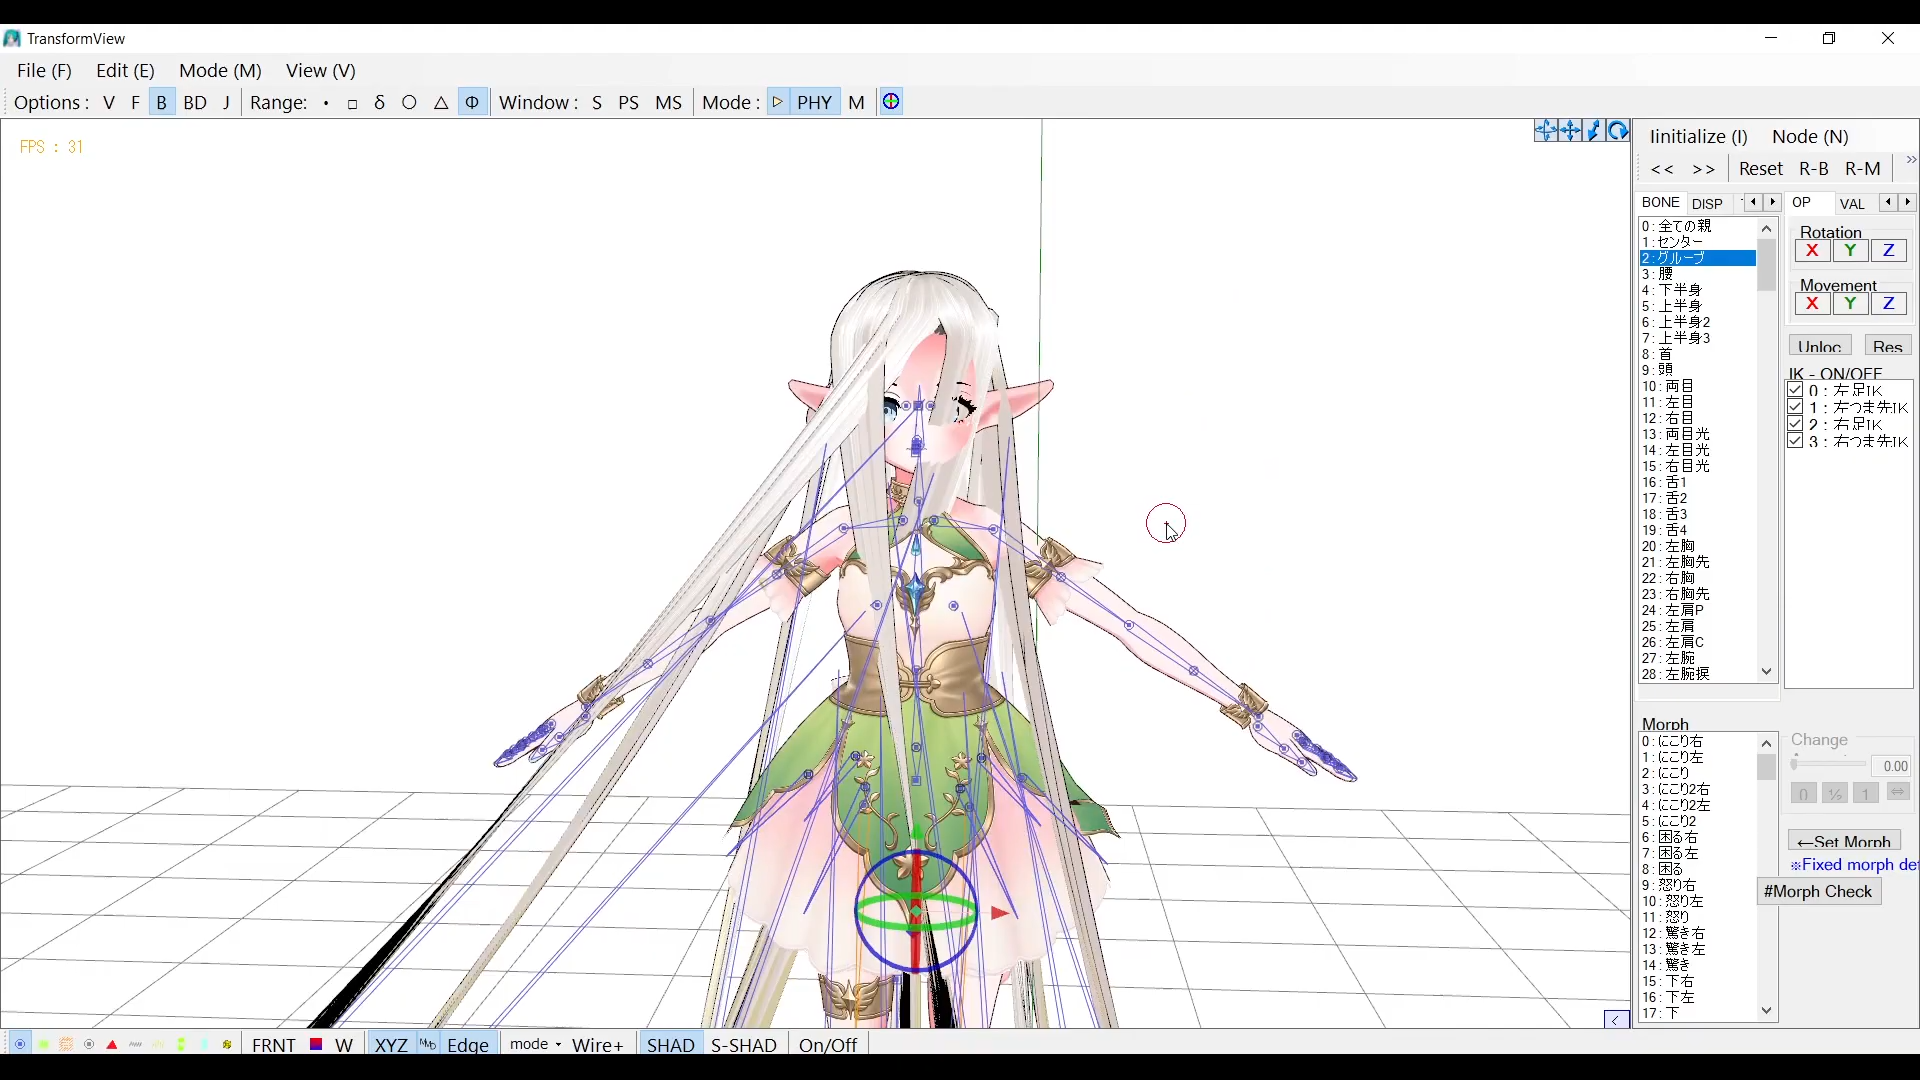 TransformView
File (F) Edit (E) Mode (M) View (V)
Options : V F B BD J Range: Window : S PS MS Mode : PHY M
FPS : 31
Iinitialize (I) Node (N)
<< >> Reset R-B R-M
BONE DISP
OP VAL
0 : 全ての親
1 : センター
2 : グルーブ
3 : 腰
4 : 下半身
5 : 上半身
6 : 上半身2
7 : 上半身3
8 : 首
9 : 頭
10 : 両目
11 : 左目
12 : 右目
13 : 両目光
14 : 左目光
15 : 右目光
16 : 舌1
17 : 舌2
18 : 舌3
19 : 舌4
20 : 左胸
21 : 左胸先
22 : 右胸
23 : 右胸先
24 : 左肩P
25 : 左肩
26 : 左肩C
27 : 左腕
28 : 左腕捩
Rotation
X Y Z
Movement
X Y Z
Unloc Res
IK - ON/OFF
0 : 左足IK
1 : 左つま先IK
2 : 右足IK
3 : 右つま先IK
Morph
0 : にこり右
1 : にこり左
2 : にこり
3 : にこり2右
4 : にこり2左
5 : にこり2
6 : 困る右
7 : 困る左
8 : 困る
9 : 怒り右
10 : 怒り左
11 : 怒り
12 : 驚き右
13 : 驚き左
14 : 驚き
15 : 下右
16 : 下左
17 : 下
Change
0.00
0 ½ 1 ⇔
←Set Morph
※Fixed morph def
#Morph Check
FRNT W XYZ Edge mode Wire+ SHAD S-SHAD On/Off